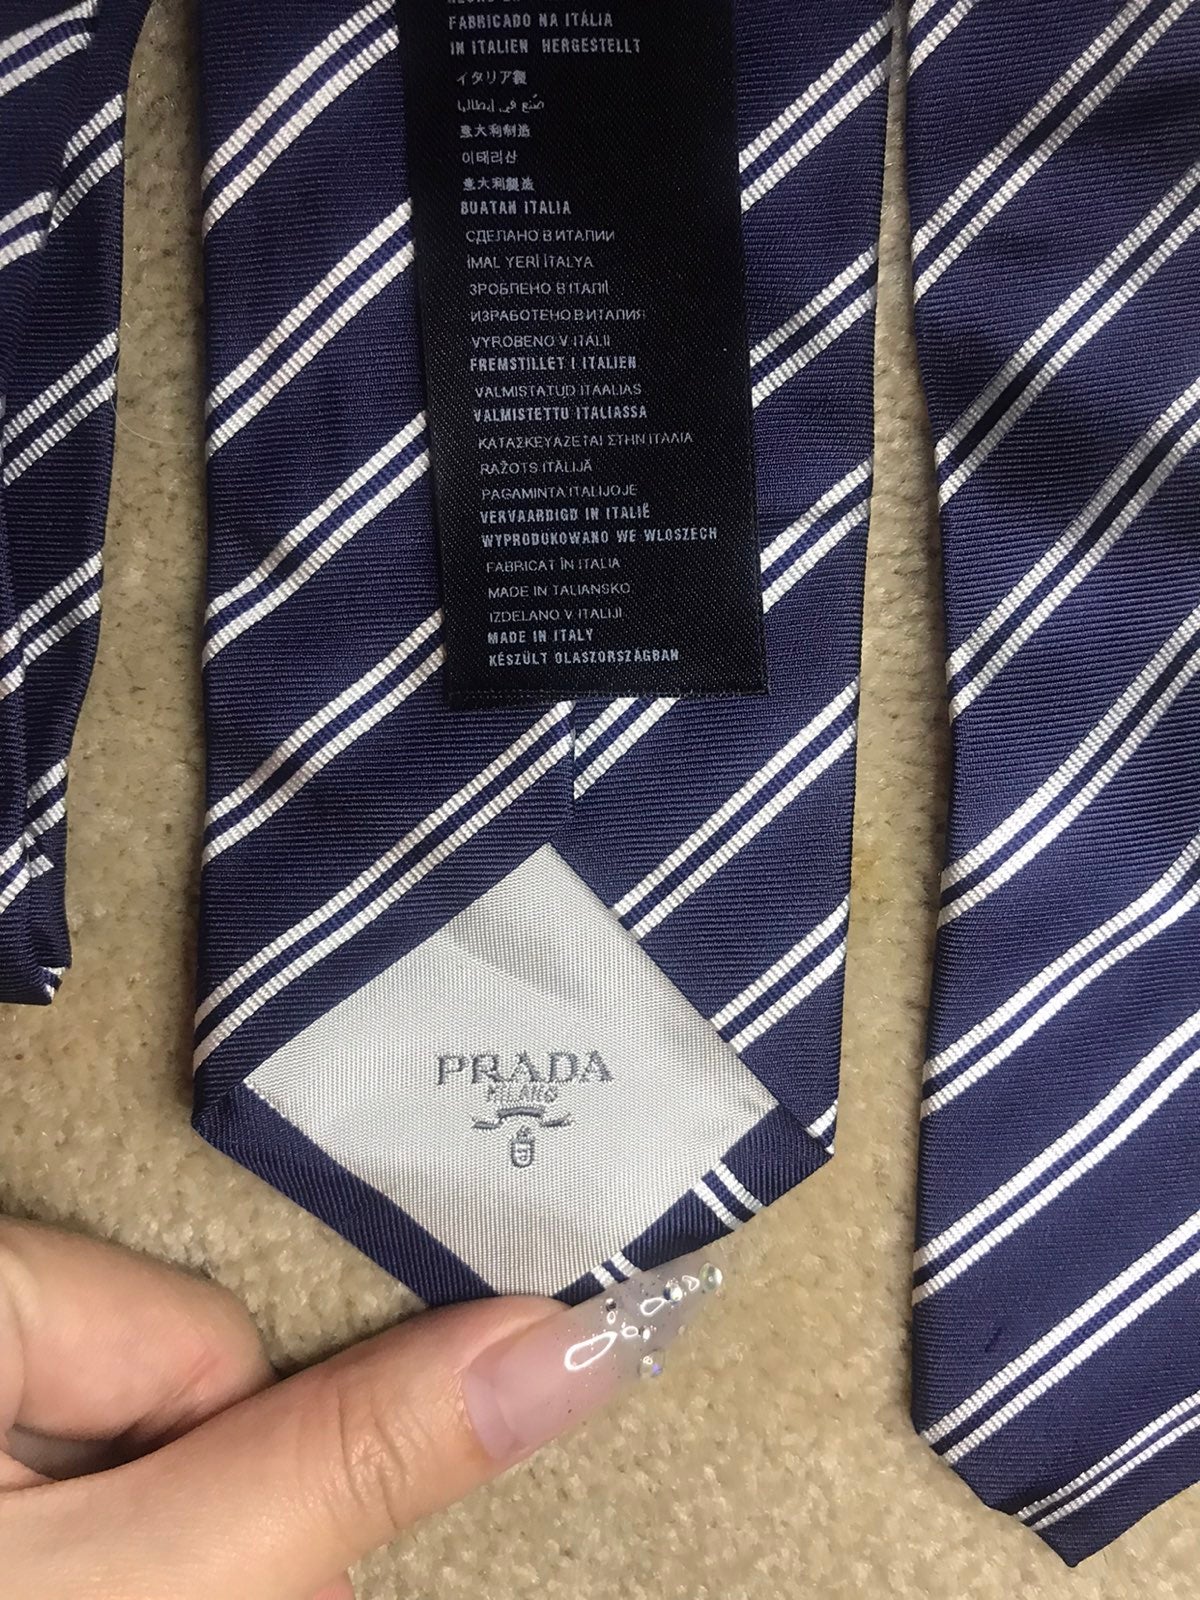 FABRICADO NA ITÁLIA
IN ITALIEN HERGESTELLT
イタリア製
صُنع في إيطاليا
意大利制造
이태리산
意大利製造
BUATAN ITALIA
СДЕЛАНО В ИТАЛИИ
İMAL YERİ İTALYA
ЗРОБЛЕНО В ІТАЛІЇ
ИЗРАБОТЕНО В ИТАЛИЯ
VYROBENO V ITÁLII
FREMSTILLET I ITALIEN
VALMISTATUD ITAALIAS
VALMISTETTU ITALIASSA
ΚΑΤΑΣΚΕΥΑΖΕΤΑΙ ΣΤΗΝ ΙΤΑΛΙΑ
RAŽOTS ITĀLIJĀ
PAGAMINTA ITALIJOJE
VERVAARDIGD IN ITALIË
WYPRODUKOWANO WE WLOSZECH
FABRICAT ÎN ITALIA
MADE IN TALIANSKO
IZDELANO V ITALIJI
MADE IN ITALY
KÉSZÜLT OLASZORSZÁGBAN
PRADA
MILANO